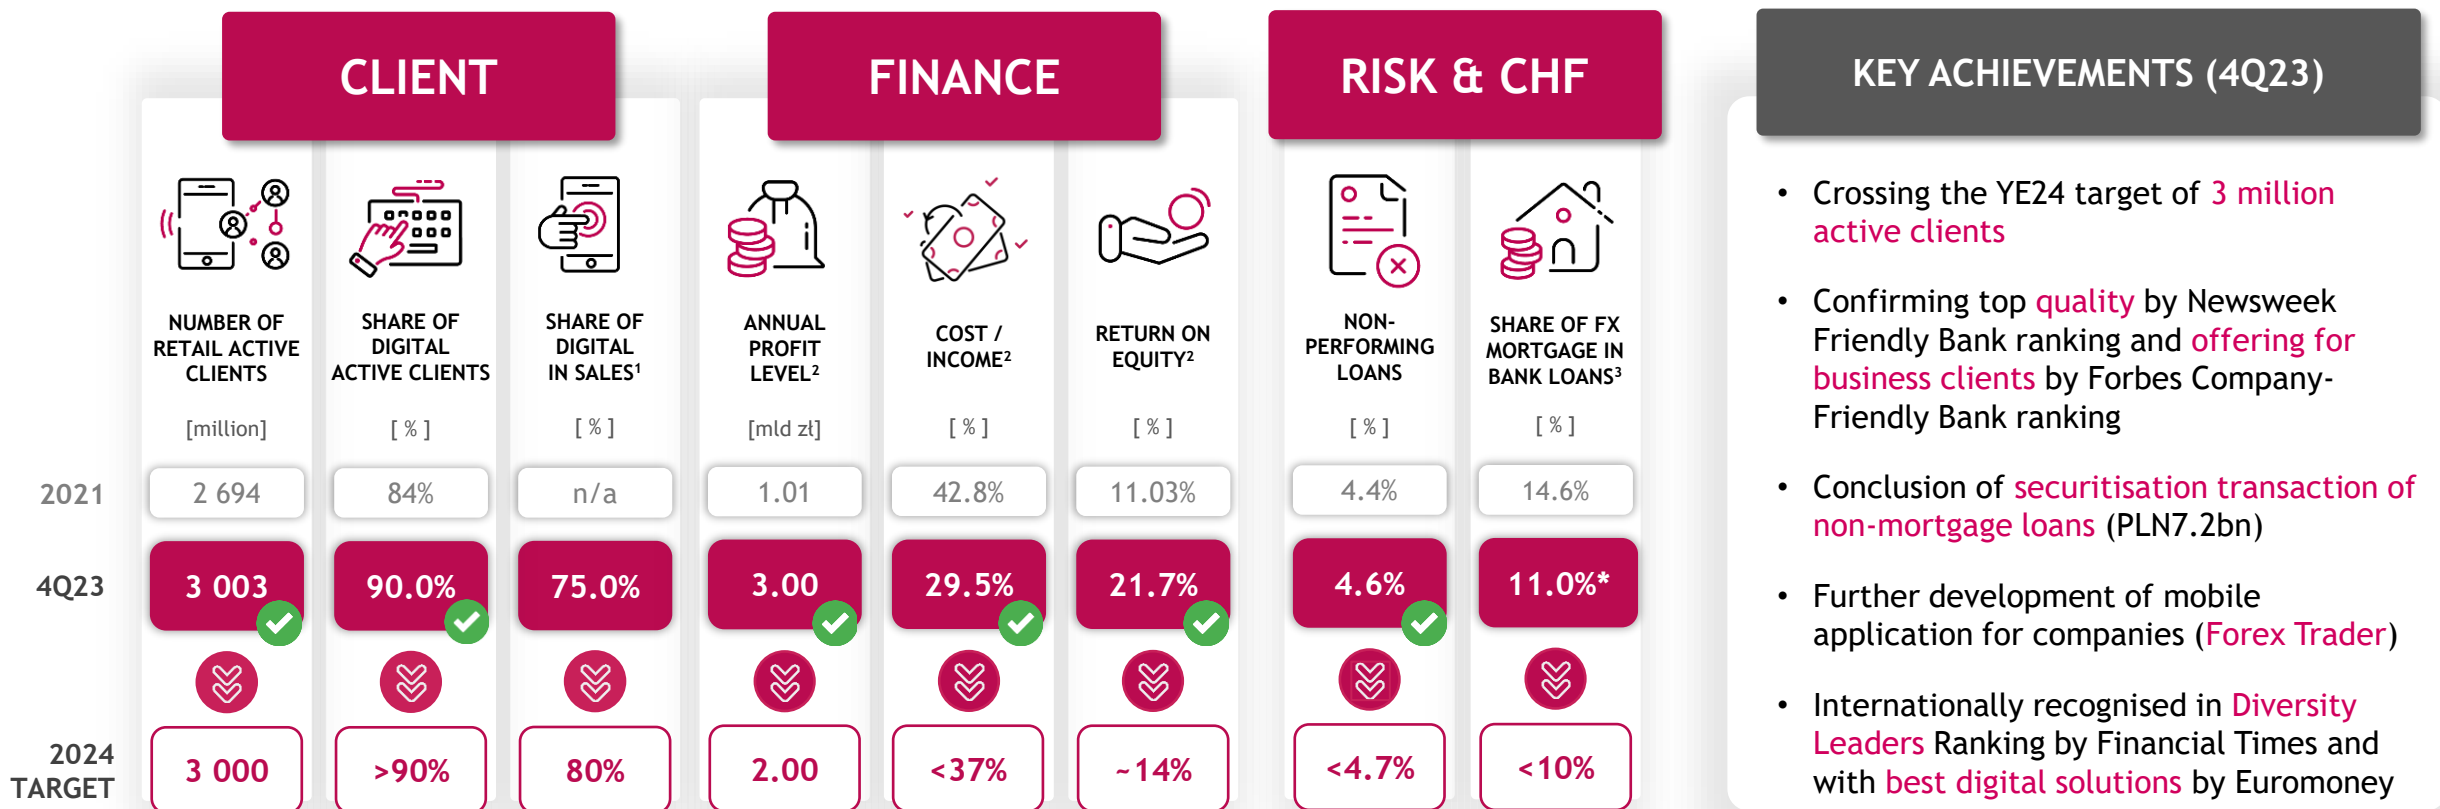 CLIENT
FINANCE
RISK & CHF
KEY ACHIEVEMENTS (4Q23)
NUMBER OF
RETAIL ACTIVE
CLIENTS
[million]
SHARE OF
DIGITAL
ACTIVE CLIENTS
[ % ]
SHARE OF
DIGITAL
IN SALES¹
[ % ]
ANNUAL
PROFIT
LEVEL²
[mld zł]
COST /
INCOME²
[ % ]
RETURN ON
EQUITY²
[ % ]
NON-
PERFORMING
LOANS
[ % ]
SHARE OF FX
MORTGAGE IN
BANK LOANS³
[ % ]
2021 2 694 84% n/a 1.01 42.8% 11.03% 4.4% 14.6%
4Q23 3 003 90.0% 75.0% 3.00 29.5% 21.7% 4.6% 11.0%*
2024
TARGET 3 000 >90% 80% 2.00 <37% ~14% <4.7% <10%
• Crossing the YE24 target of 3 million
active clients
• Confirming top quality by Newsweek
Friendly Bank ranking and offering for
business clients by Forbes Company-
Friendly Bank ranking
• Conclusion of securitisation transaction of
non-mortgage loans (PLN7.2bn)
• Further development of mobile
application for companies (Forex Trader)
• Internationally recognised in Diversity
Leaders Ranking by Financial Times and
with best digital solutions by Euromoney